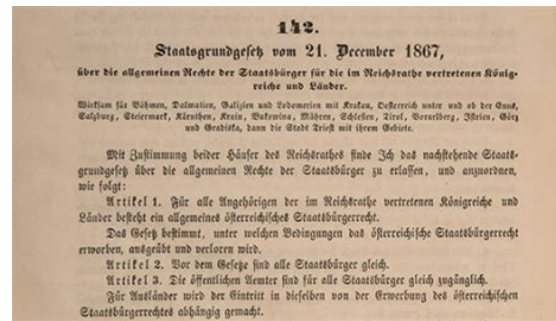 142.
Staatsgrundgesetz vom 21. December 1867,
über die allgemeinen Rechte der Staatsbürger für die im Reichsrathe vertretenen König-
reiche und Länder.
Wirksam für Böhmen, Dalmatien, Galizien und Lodomerien mit Krakau, Oesterreich unter und ob der Enns,
Salzburg, Steiermark, Kärnthen, Krain, Bukowina, Mähren, Schlesien, Tirol, Vorarlberg, Istrien, Görz
und Gradiska, dann die Stadt Triest mit ihrem Gebiete.
Mit Zustimmung beider Häuser des Reichsrathes finde Ich das nachstehende Staats-
grundgesetz über die allgemeinen Rechte der Staatsbürger zu erlassen, und anzuordnen,
wie folgt:
Artikel 1. Für alle Angehörigen der im Reichsrathe vertretenen Königreiche und
Länder besteht ein allgemeines österreichisches Staatsbürgerrecht.
Das Gesetz bestimmt, unter welchen Bedingungen das österreichische Staatsbürgerrecht
erworben, ausgeübt und verloren wird.
Artikel 2. Vor dem Gesetze sind alle Staatsbürger gleich.
Artikel 3. Die öffentlichen Aemter sind für alle Staatsbürger gleich zugänglich.
Für Ausländer wird der Eintritt in dieselben von der Erwerbung des österreichischen
Staatsbürgerrechtes abhängig gemacht.